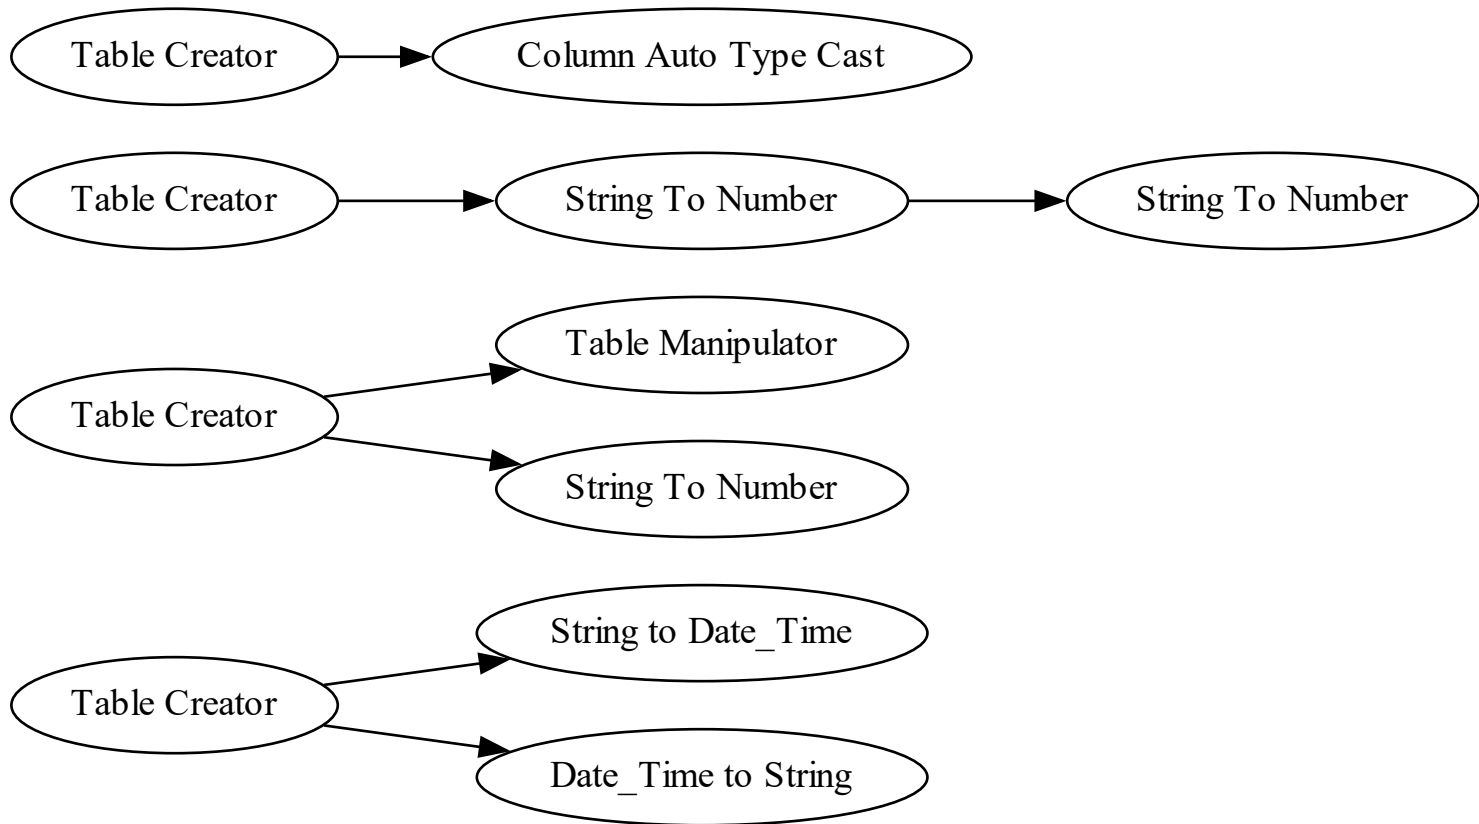 Table Creator
Column Auto Type Cast
Table Creator
String To Number
String To Number
Table Manipulator
Table Creator
String To Number
String to Date_Time
Table Creator
Date_Time to String